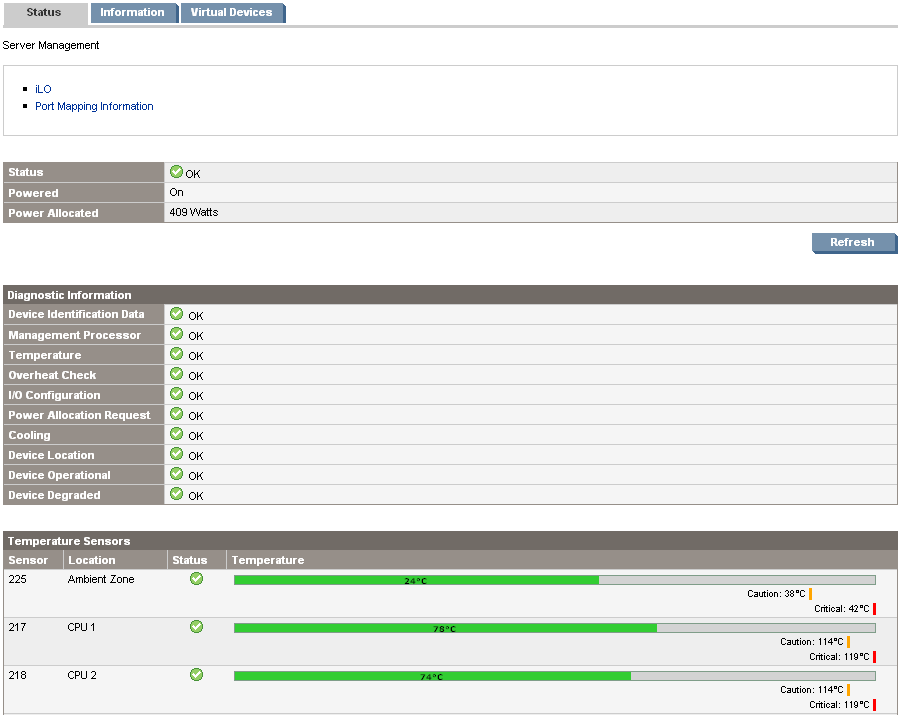 Status Information Virtual Devices
Server Management
iLO
Port Mapping Information
Status OK
Powered On
Power Allocated 409 Watts
Refresh
Diagnostic Information
Device Identification Data OK
Management Processor OK
Temperature OK
Overheat Check OK
I/O Configuration OK
Power Allocation Request OK
Cooling OK
Device Location OK
Device Operational OK
Device Degraded OK
Temperature Sensors
Sensor Location Status Temperature
225 Ambient Zone 24°C
Caution: 38°C
Critical: 42°C
217 CPU 1 78°C
Caution: 114°C
Critical: 119°C
218 CPU 2 74°C
Caution: 114°C
Critical: 119°C